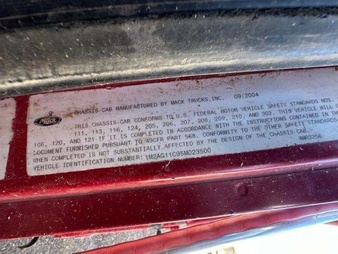 CHASSIS-CAB MANUFACTURED BY MACK TRUCKS, INC. 09/2004
THIS CHASSIS-CAB CONFORMS TO U.S. FEDERAL MOTOR VEHICLE SAFETY STANDARDS NOS.
111, 113, 116, 124, 205, 206, 207, 208, 209, 210, AND 302. THIS VEHICLE WILL
106, 120, AND 121 IF IT IS COMPLETED IN ACCORDANCE WITH THE INSTRUCTIONS CONTAINED IN THE
DOCUMENT FURNISHED PURSUANT TO 49CFR PART 568. CONFORMITY TO THE OTHER SAFETY STANDARDS
WHEN COMPLETED IS NOT SUBSTANTIALLY AFFECTED BY THE DESIGN OF THE CHASSIS CAB.
VEHICLE IDENTIFICATION NUMBER: 1M2AG11C95M023500